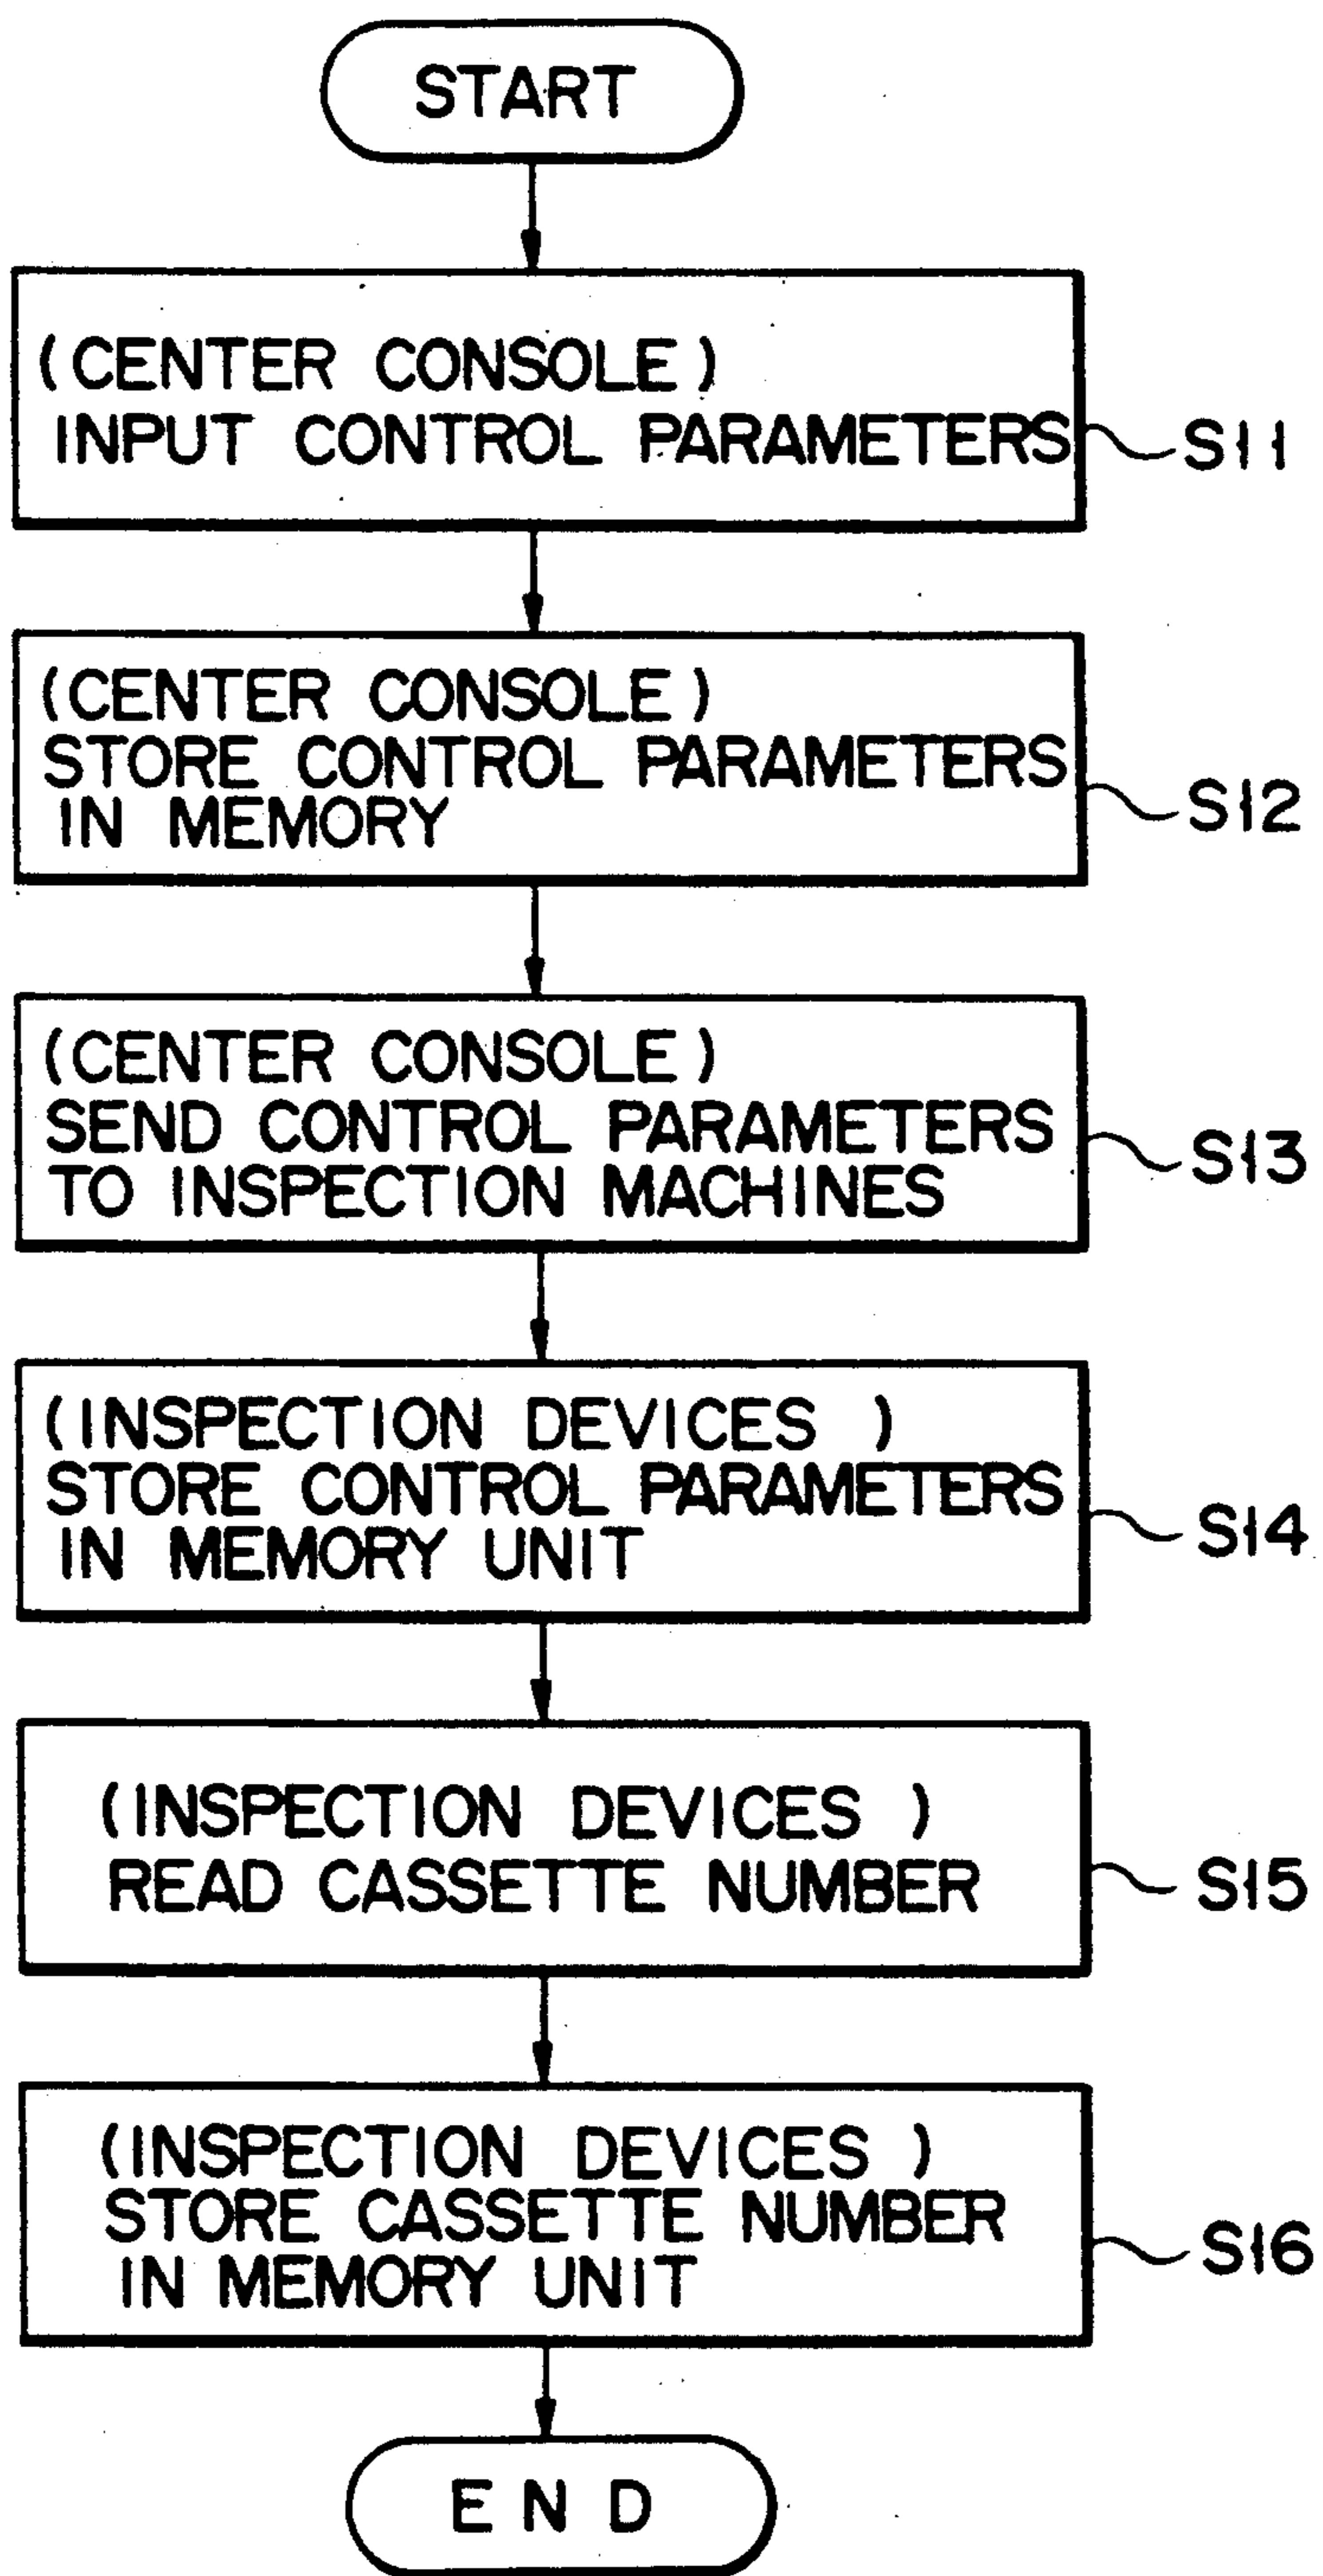 START
(CENTER CONSOLE)
INPUT CONTROL PARAMETERS
S11
(CENTER CONSOLE)
STORE CONTROL PARAMETERS
IN MEMORY
S12
(CENTER CONSOLE)
SEND CONTROL PARAMETERS
TO INSPECTION MACHINES
S13
(INSPECTION DEVICES )
STORE CONTROL PARAMETERS
IN MEMORY UNIT
S14
(INSPECTION DEVICES )
READ CASSETTE NUMBER
S15
(INSPECTION DEVICES )
STORE CASSETTE NUMBER
IN MEMORY UNIT
S16
END